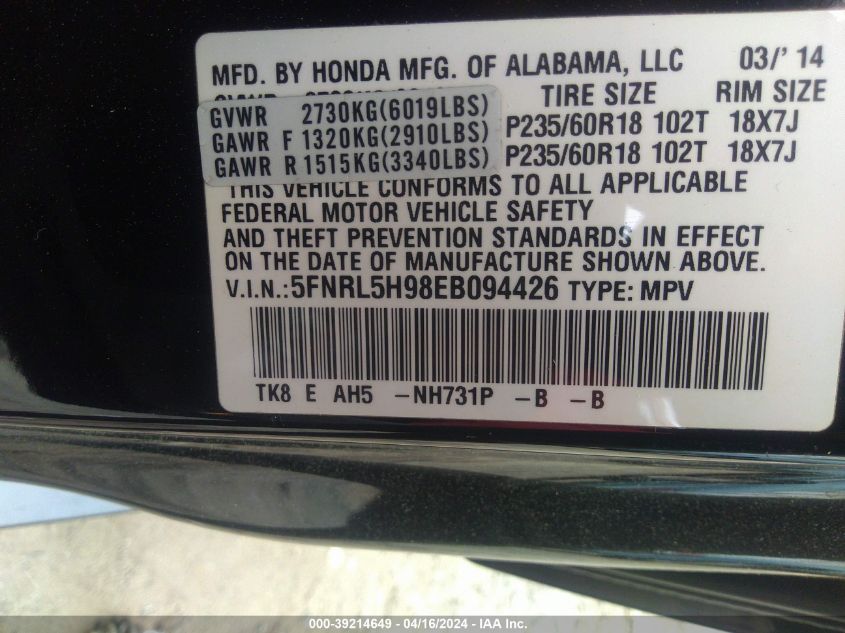 MFD. BY HONDA MFG. OF ALABAMA, LLC 03/' 14
TIRE SIZE RIM SIZE
GVWR 2730KG(6019LBS)
GAWR F 1320KG(2910LBS) P235/60R18 102T 18X7J
GAWR R 1515KG(3340LBS) P235/60R18 102T 18X7J
THIS VEHICLE CONFORMS TO ALL APPLICABLE
FEDERAL MOTOR VEHICLE SAFETY
AND THEFT PREVENTION STANDARDS IN EFFECT
ON THE DATE OF MANUFACTURE SHOWN ABOVE.
V.I.N.:5FNRL5H98EB094426 TYPE: MPV
TK8 E AH5 -NH731P -B -B
000-39214649 - 04/16/2024 - IAA Inc.